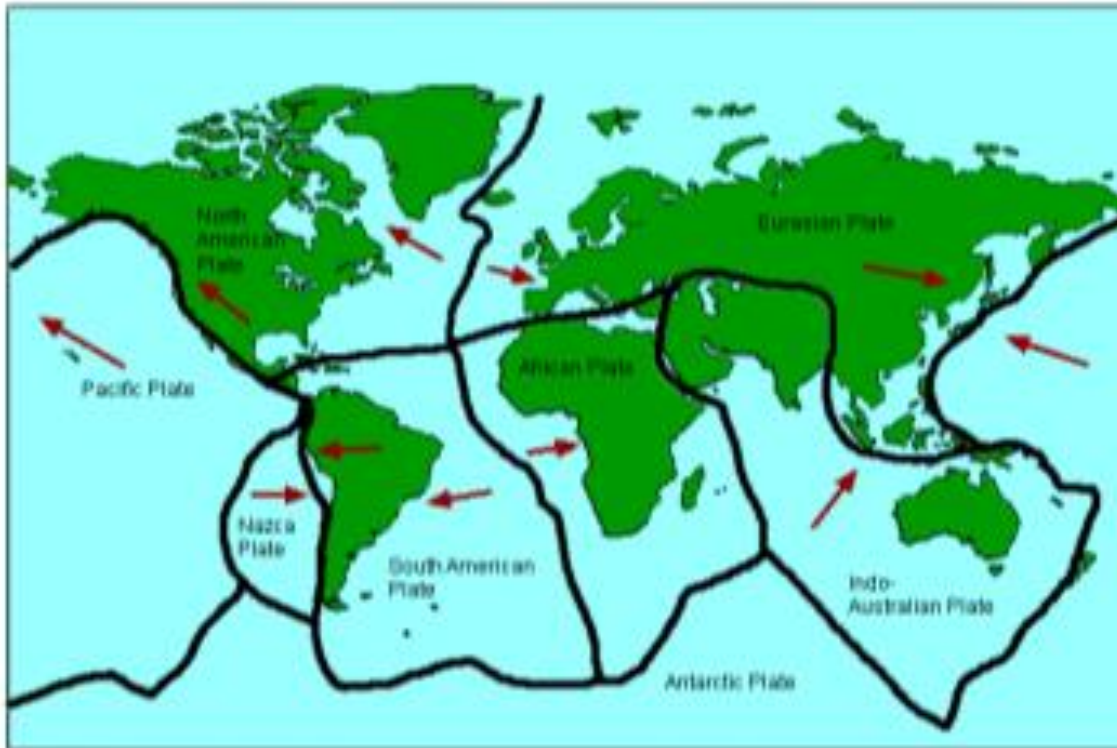 North
American
Plate
Eurasian Plate
Pacific Plate
African Plate
Nazca
Plate
South American
Plate
Indo-
Australian Plate
Antarctic Plate